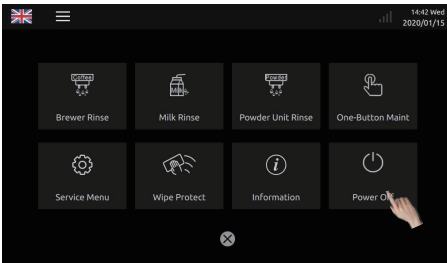 14:42 Wed
2020/01/15
Coffee
Milk
Powder
Brewer Rinse
Milk Rinse
Powder Unit Rinse
One-Button Maint
Service Menu
Wipe Protect
Information
Power Off